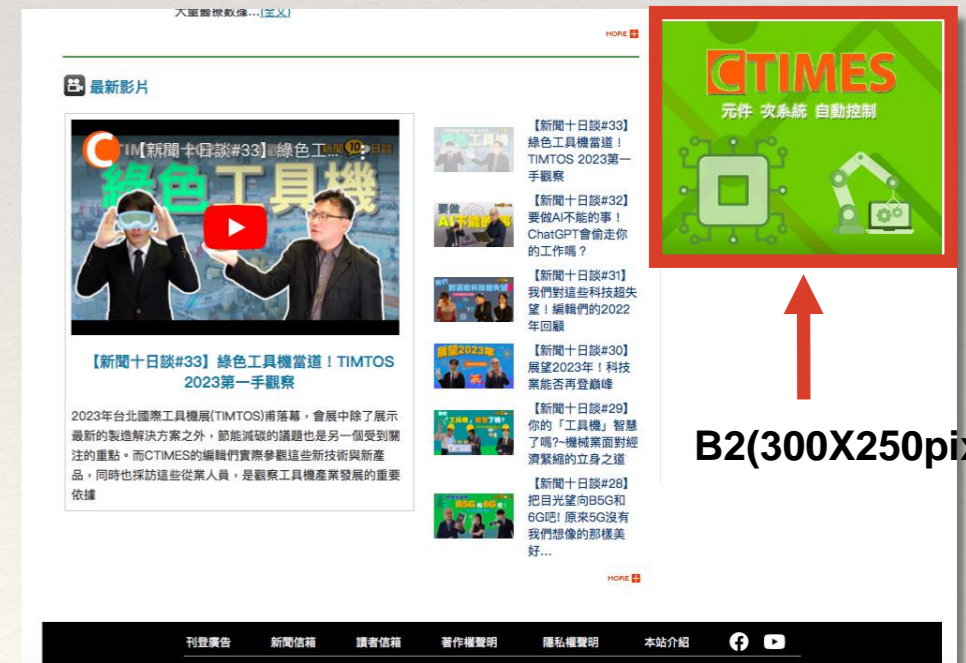 大量醫療數據…(全文)
MORE
最新影片
【新聞十日談#33】綠色工...
綠色工具機
【新聞十日談#33】綠色工具機當道！TIMTOS
2023第一手觀察
2023年台北國際工具機展(TIMTOS)甫落幕，會展中除了展示
最新的製造解決方案之外，節能減碳的議題也是另一個受到關
注的重點。而CTIMES的編輯們實際參觀這些新技術與新產
品，同時也採訪這些從業人員，是觀察工具機產業發展的重要
依據
【新聞十日談#33】
綠色工具機當道！
TIMTOS 2023第一
手觀察
【新聞十日談#32】
要做AI不能的事！
ChatGPT會偷走你
的工作嗎？
【新聞十日談#31】
我們對這些科技超失
望！編輯們的2022
年回顧
【新聞十日談#30】
展望2023年！科技
業能否再登巔峰
【新聞十日談#29】
你的「工具機」智慧
了嗎?~機械業面對經
濟緊縮的立身之道
【新聞十日談#28】
把目光望向B5G和
6G吧! 原來5G沒有
我們想像的那樣美
好...
MORE
CTIMES
元件 次系統 自動控制
B2(300X250pix
刊登廣告 新聞信箱 讀者信箱 著作權聲明 隱私權聲明 本站介紹